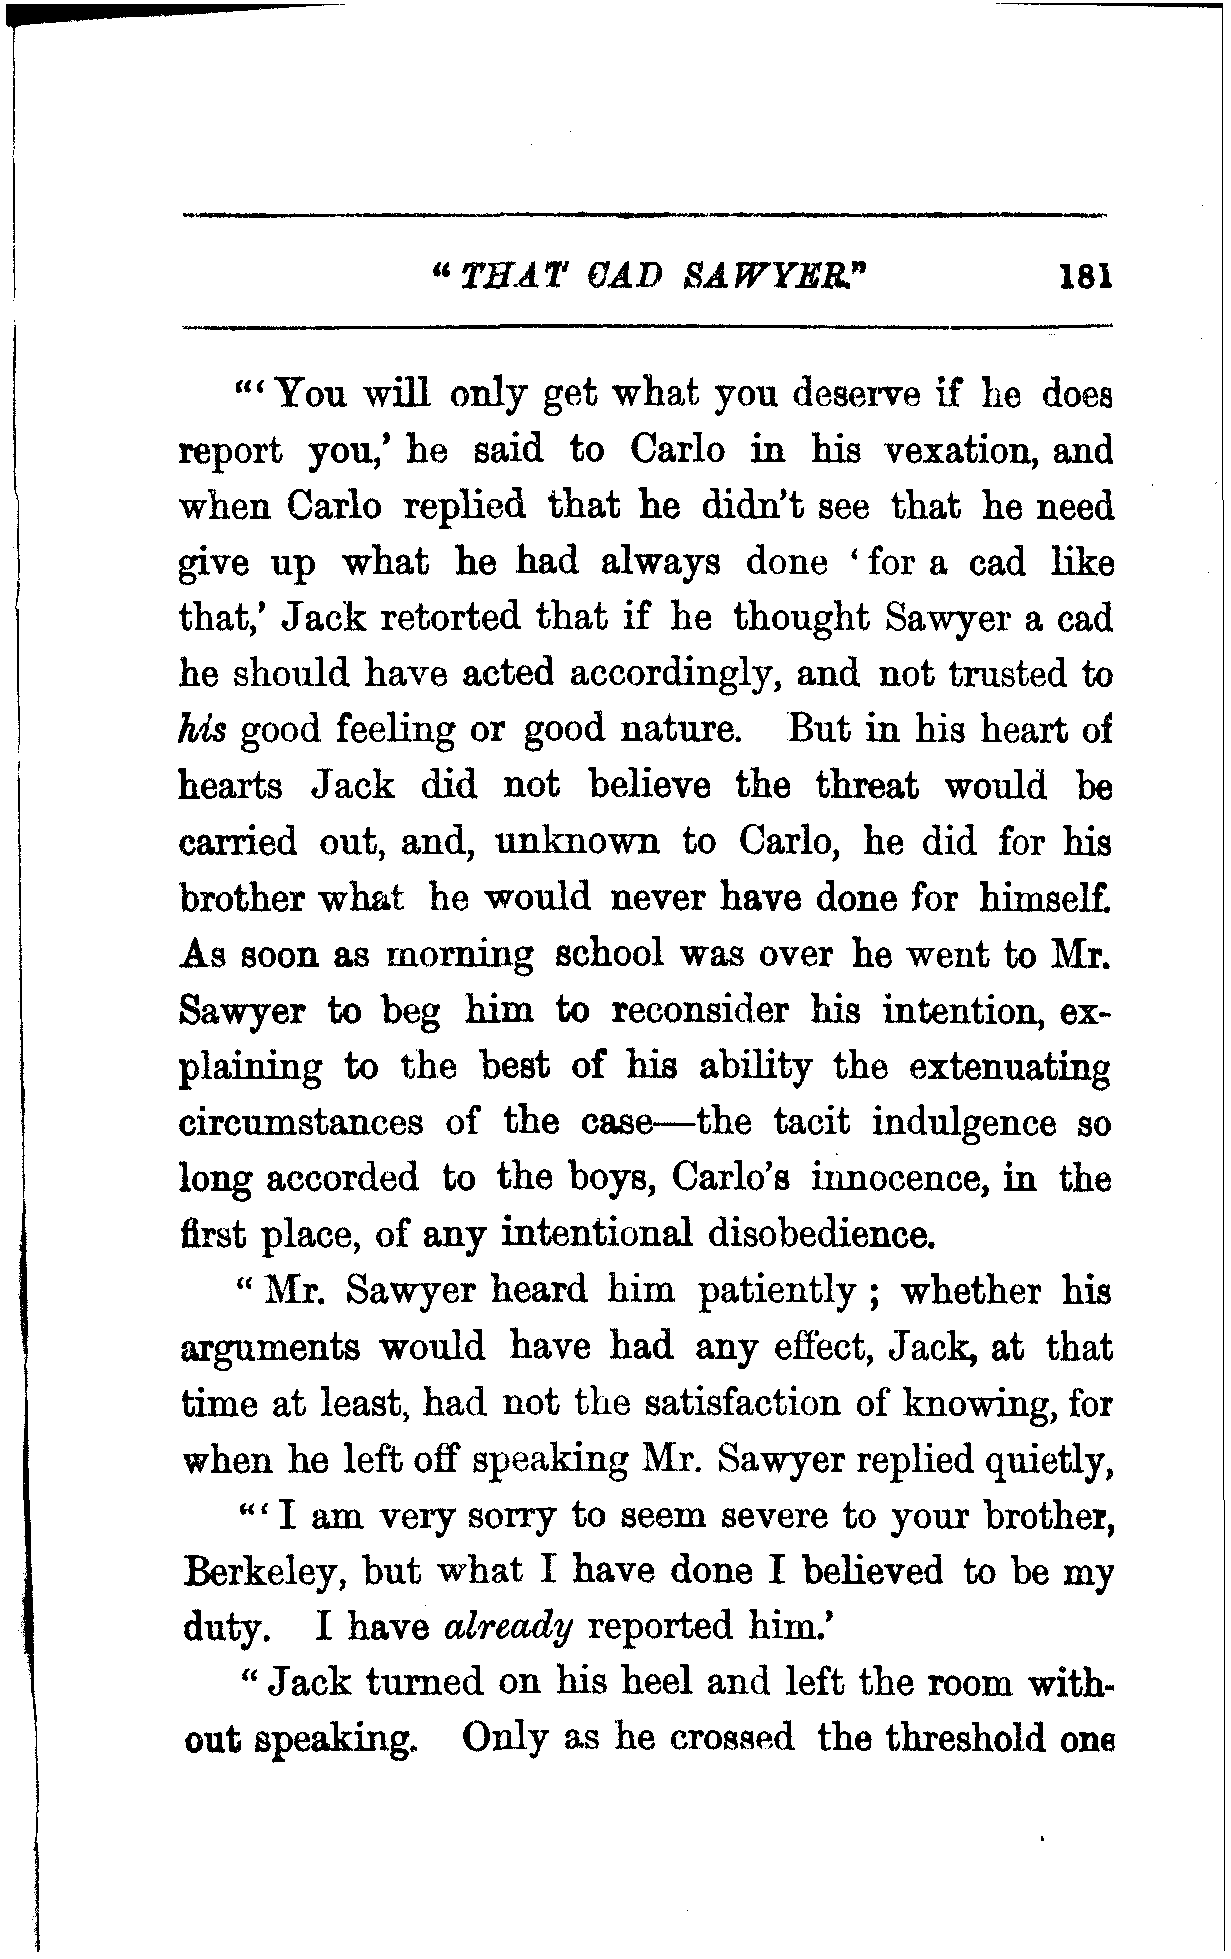 "THAT CAD SAWYER." 181
"'You will only get what you deserve if he does
report you,' he said to Carlo in his vexation, and
when Carlo replied that he didn't see that he need
give up what he had always done 'for a cad like
that,' Jack retorted that if he thought Sawyer a cad
he should have acted accordingly, and not trusted to
his good feeling or good nature. But in his heart of
hearts Jack did not believe the threat would be
carried out, and, unknown to Carlo, he did for his
brother what he would never have done for himself.
As soon as morning school was over he went to Mr.
Sawyer to beg him to reconsider his intention, ex-
plaining to the best of his ability the extenuating
circumstances of the case—the tacit indulgence so
long accorded to the boys, Carlo's innocence, in the
first place, of any intentional disobedience.
"Mr. Sawyer heard him patiently; whether his
arguments would have had any effect, Jack, at that
time at least, had not the satisfaction of knowing, for
when he left off speaking Mr. Sawyer replied quietly,
"'I am very sorry to seem severe to your brother,
Berkeley, but what I have done I believed to be my
duty. I have already reported him.'
"Jack turned on his heel and left the room with-
out speaking. Only as he crossed the threshold one